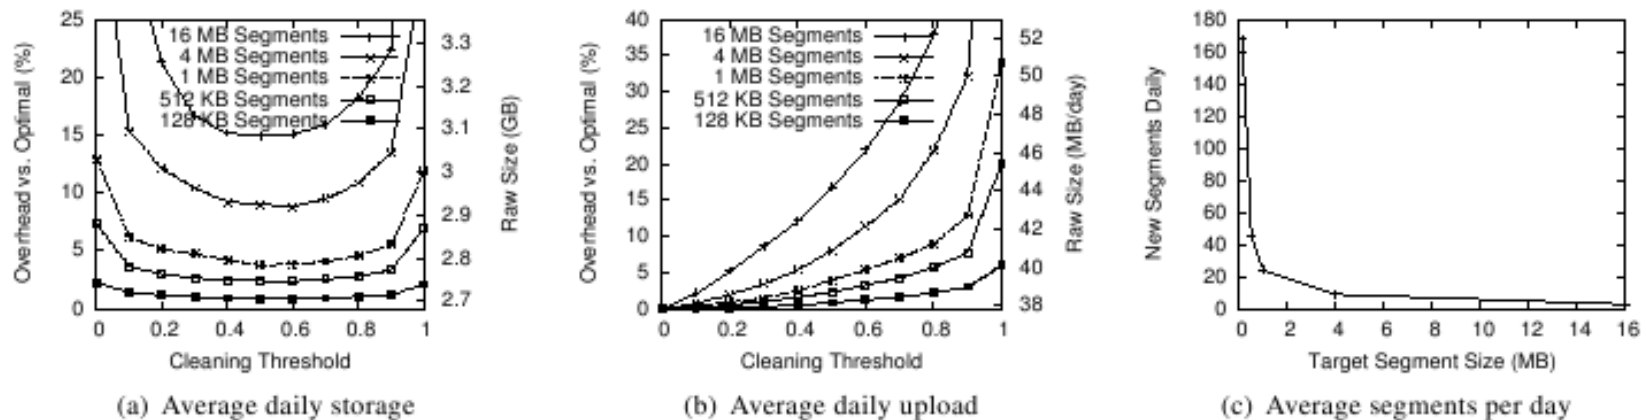 Overhead vs. Optimal (%)
25
20
15
10
5
0
16 MB Segments
4 MB Segments
1 MB Segments
512 KB Segments
128 KB Segments
3.3
3.2
3.1
3
2.9
2.8
2.7
Raw Size (GB)
0 0.2 0.4 0.6 0.8 1
Cleaning Threshold
(a) Average daily storage
Overhead vs. Optimal (%)
40
35
30
25
20
15
10
5
0
16 MB Segments
4 MB Segments
1 MB Segments
512 KB Segments
128 KB Segments
52
50
48
46
44
42
40
38
Raw Size (MB/day)
0 0.2 0.4 0.6 0.8 1
Cleaning Threshold
(b) Average daily upload
New Segments Daily
180
160
140
120
100
80
60
40
20
0
0 2 4 6 8 10 12 14 16
Target Segment Size (MB)
(c) Average segments per day